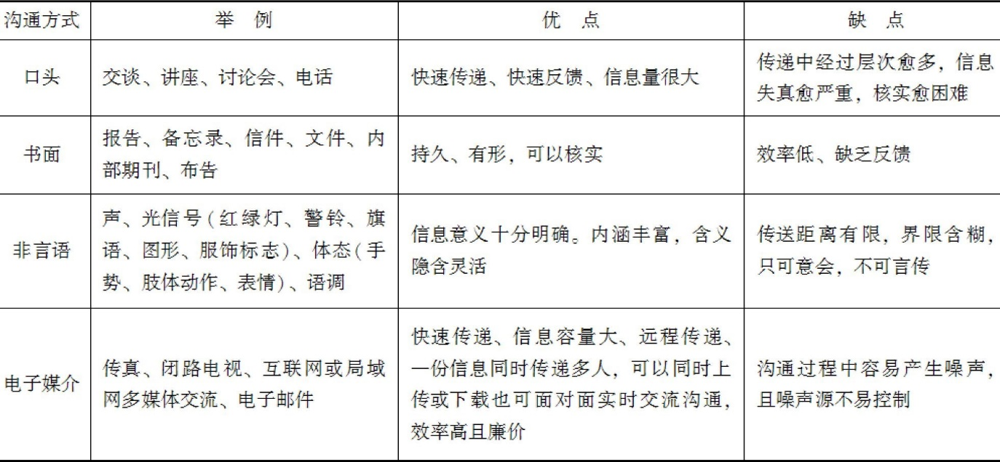 沟通方式 举 例 优 点 缺 点
口头 交谈、讲座、讨论会、电话 快速传递、快速反馈、信息量很大 传递中经过层次愈多，信息
失真愈严重，核实愈困难
书面 报告、备忘录、信件、文件、内
部期刊、布告 持久、有形，可以核实 效率低、缺乏反馈
非言语 声、光信号(红绿灯、警铃、旗
语、图形、服饰标志)、体态(手
势、肢体动作、表情)、语调 信息意义十分明确。内涵丰富，含义
隐含灵活 传送距离有限，界限含糊，
只可意会，不可言传
电子媒介 传真、闭路电视、互联网或局域
网多媒体交流、电子邮件 快速传递、信息容量大、远程传递、
一份信息同时传递多人，可以同时上
传或下载也可面对面实时交流沟通，
效率高且廉价 沟通过程中容易产生噪声，
且噪声源不易控制